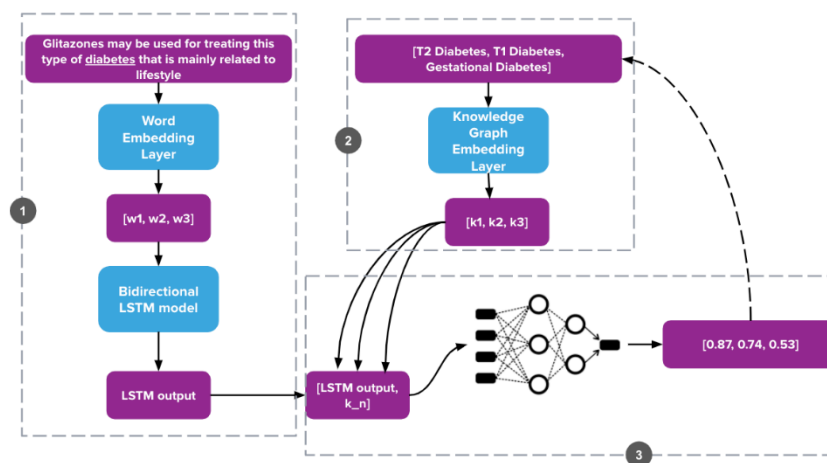 Glitazones may be used for treating this
type of diabetes that is mainly related to
lifestyle
Word
Embedding
Layer
[w1, w2, w3]
1
Bidirectional
LSTM model
LSTM output
[T2 Diabetes, T1 Diabetes,
Gestational Diabetes]
Knowledge
Graph
Embedding
Layer
2
[k1, k2, k3]
[LSTM output,
k_n]
[0.87, 0.74, 0.53]
3